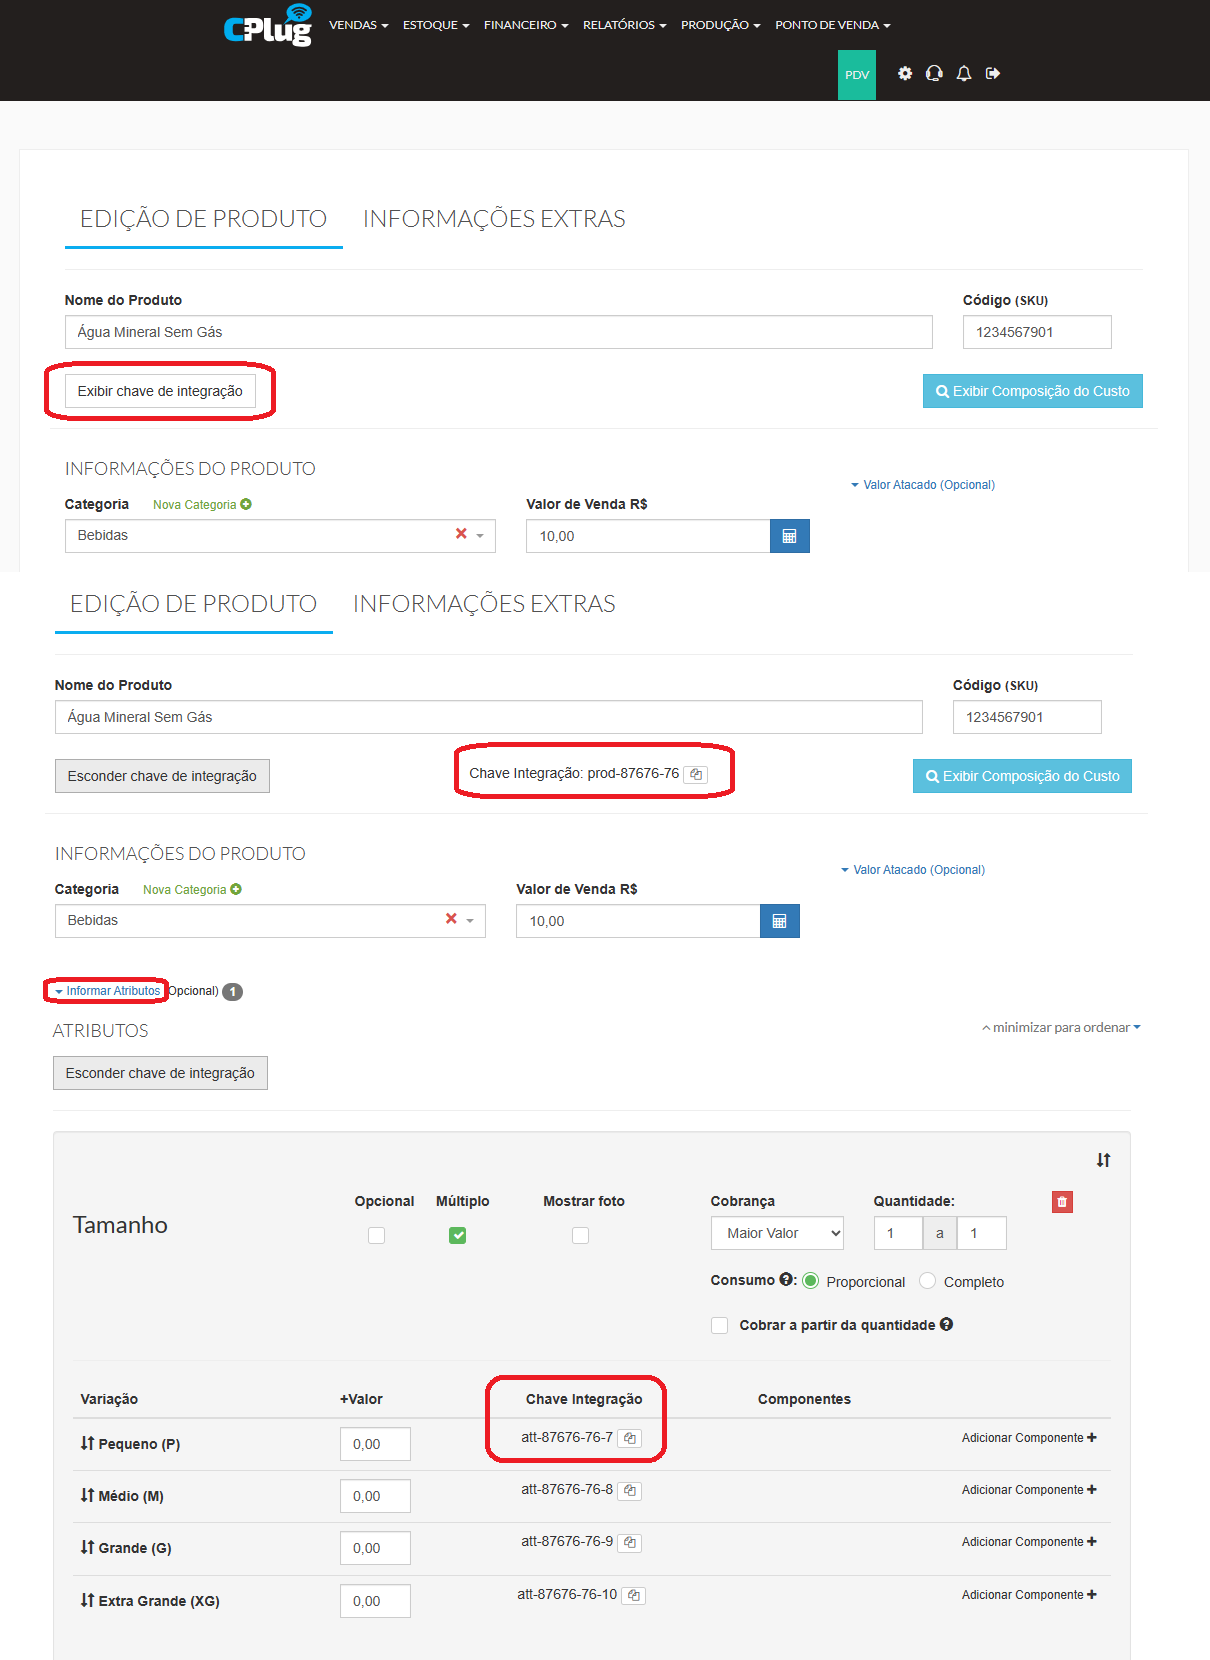 CPlug VENDAS ESTOQUE FINANCEIRO RELATÓRIOS PRODUÇÃO PONTO DE VENDA
PDV
EDIÇÃO DE PRODUTO INFORMAÇÕES EXTRAS
Nome do Produto Código (SKU)
Água Mineral Sem Gás 1234567901
Exibir chave de integração Exibir Composição do Custo
INFORMAÇÕES DO PRODUTO
Valor Atacado (Opcional)
Categoria Nova Categoria Valor de Venda R$
Bebidas 10,00
EDIÇÃO DE PRODUTO INFORMAÇÕES EXTRAS
Nome do Produto Código (SKU)
Água Mineral Sem Gás 1234567901
Esconder chave de integração Chave Integração: prod-87676-76 Exibir Composição do Custo
INFORMAÇÕES DO PRODUTO
Valor Atacado (Opcional)
Categoria Nova Categoria Valor de Venda R$
Bebidas 10,00
Informar Atributos Opcional) 1
ATRIBUTOS minimizar para ordenar
Esconder chave de integração
Opcional Múltiplo Mostrar foto Cobrança Quantidade:
Tamanho Maior Valor 1 a 1
Consumo : Proporcional Completo
Cobrar a partir da quantidade
Variação +Valor Chave Integração Componentes
Pequeno (P) 0,00 att-87676-76-7 Adicionar Componente
Médio (M) 0,00 att-87676-76-8 Adicionar Componente
Grande (G) 0,00 att-87676-76-9 Adicionar Componente
Extra Grande (XG) 0,00 att-87676-76-10 Adicionar Componente